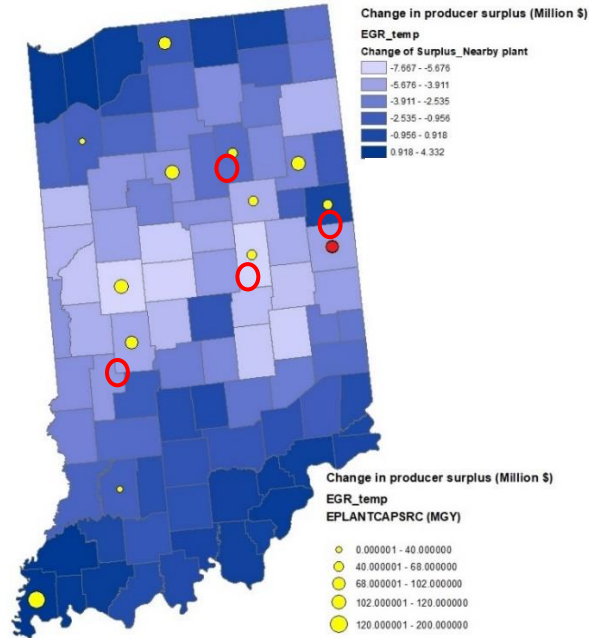 Change in producer surplus (Million $)
EGR_temp
Change of Surplus_Nearby plant
-7.667 - -5.676
-5.676 - -3.911
-3.911 - -2.535
-2.535 - -0.956
-0.956 - 0.918
0.918 - 4.332
Change in producer surplus (Million $)
EGR_temp
EPLANTCAPSRC (MGY)
0.000001 - 40.000000
40.000001 - 68.000000
68.000001 - 102.000000
102.000001 - 120.000000
120.000001 - 200.000000